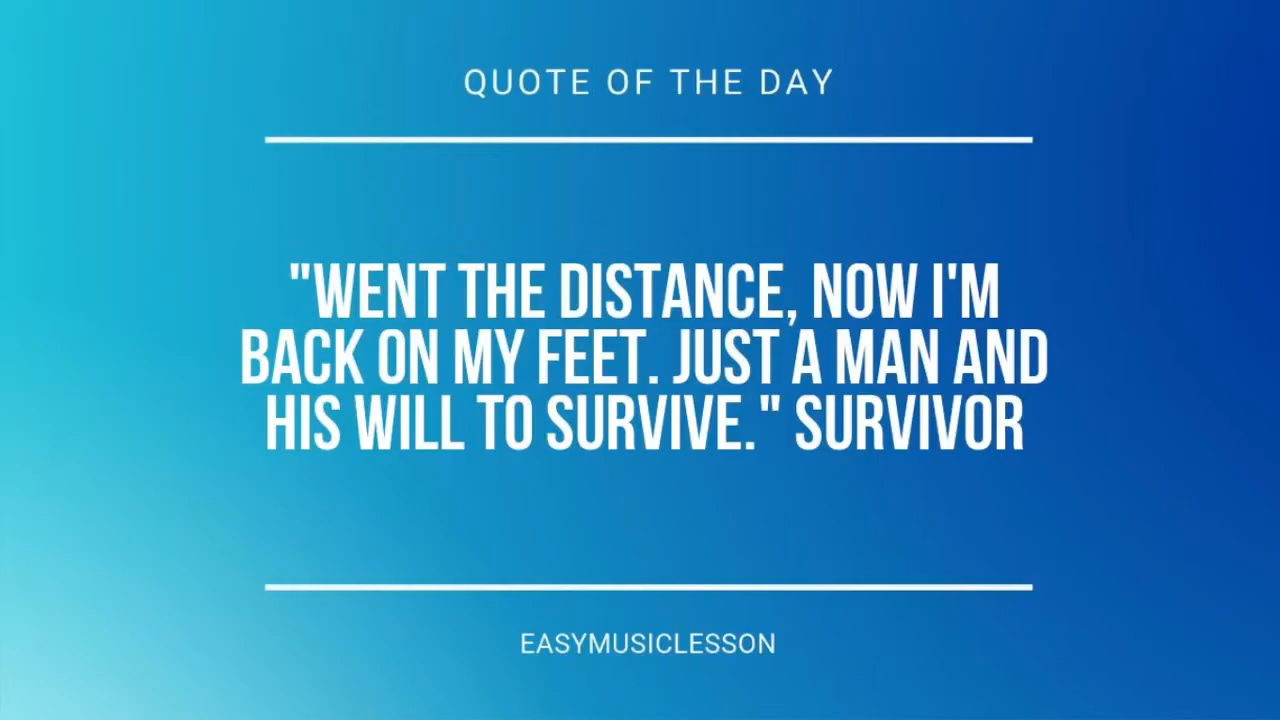 QUOTE OF THE DAY
"WENT THE DISTANCE, NOW I'M
BACK ON MY FEET. JUST A MAN AND
HIS WILL TO SURVIVE." SURVIVOR
EASYMUSICLESSON